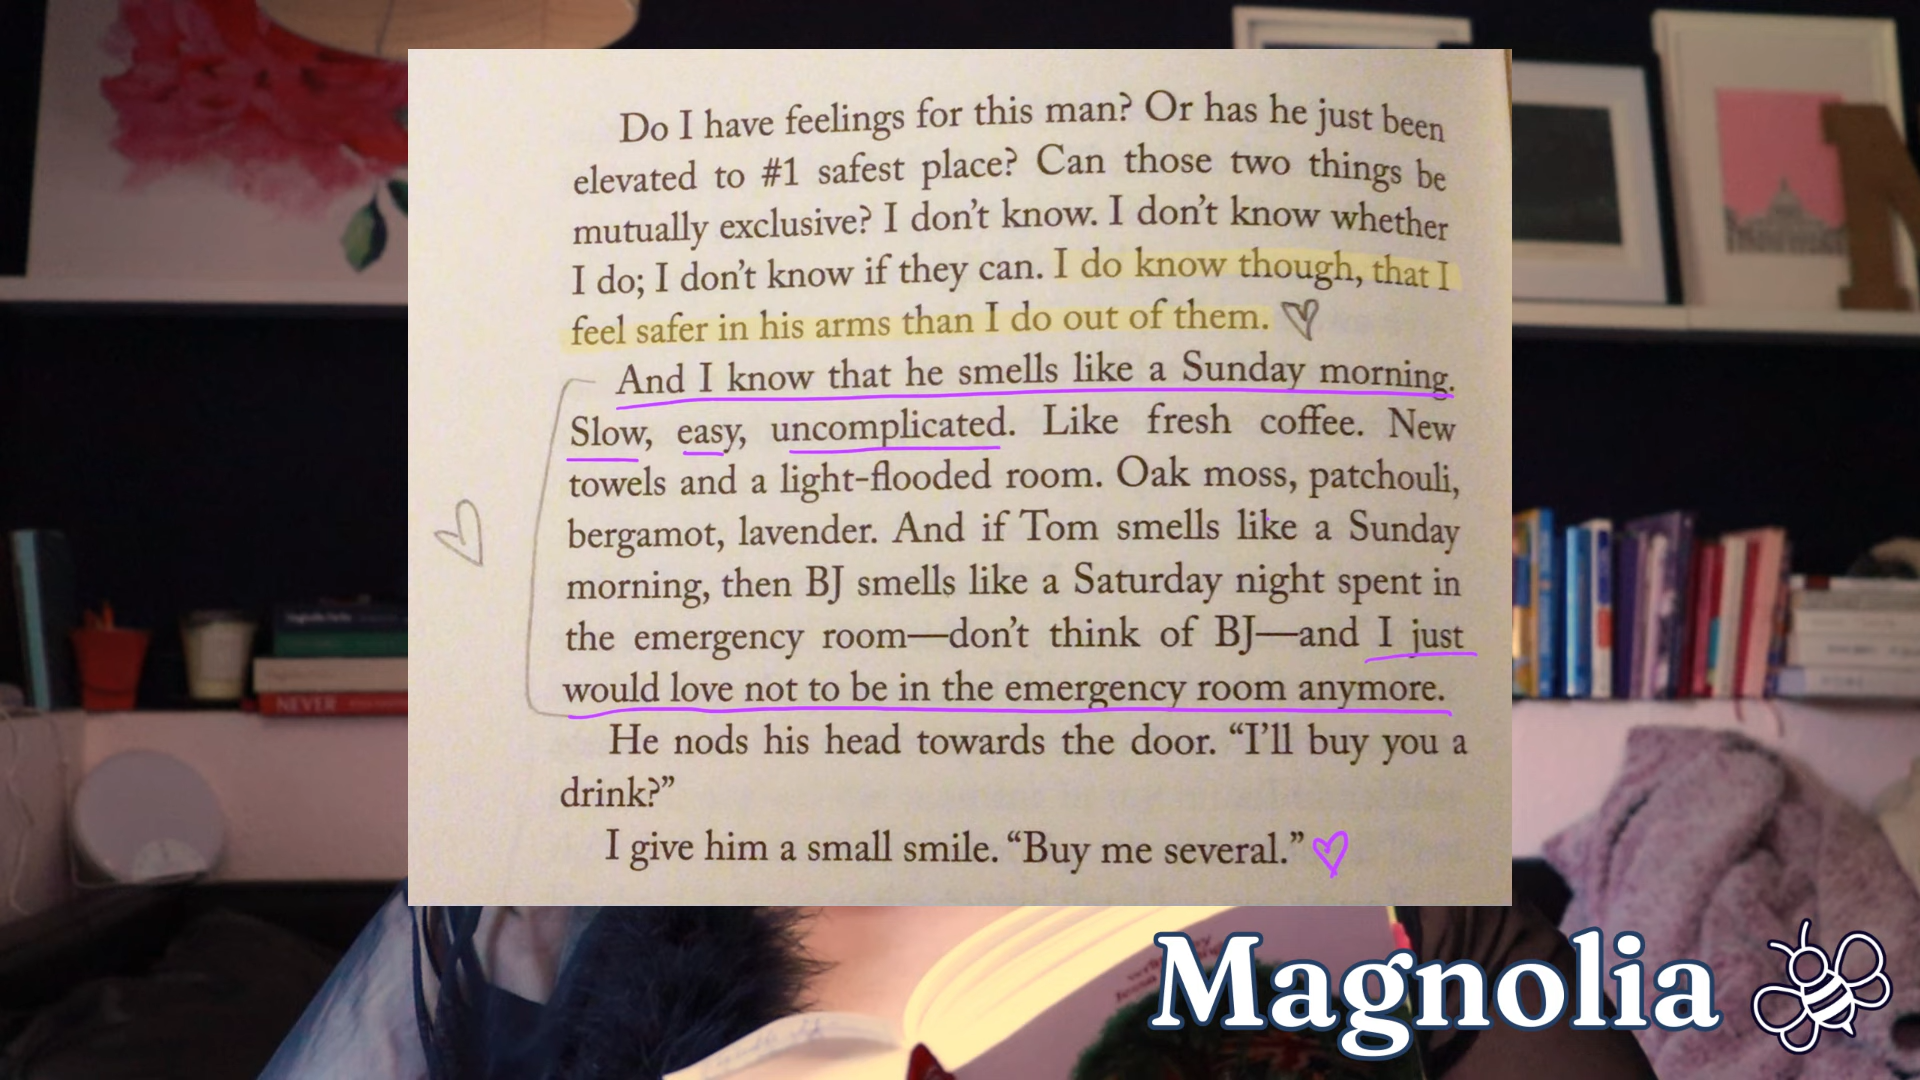 Do I have feelings for this man? Or has he just been
elevated to #1 safest place? Can those two things be
mutually exclusive? I don’t know. I don’t know whether
I do; I don’t know if they can. I do know though, that I
feel safer in his arms than I do out of them.
And I know that he smells like a Sunday morning.
Slow, easy, uncomplicated. Like fresh coffee. New
towels and a light-flooded room. Oak moss, patchouli,
bergamot, lavender. And if Tom smells like a Sunday
morning, then BJ smells like a Saturday night spent in
the emergency room—don’t think of BJ—and I just
would love not to be in the emergency room anymore.
He nods his head towards the door. “I’ll buy you a
drink?”
I give him a small smile. “Buy me several.”
NEVER
Magnolia